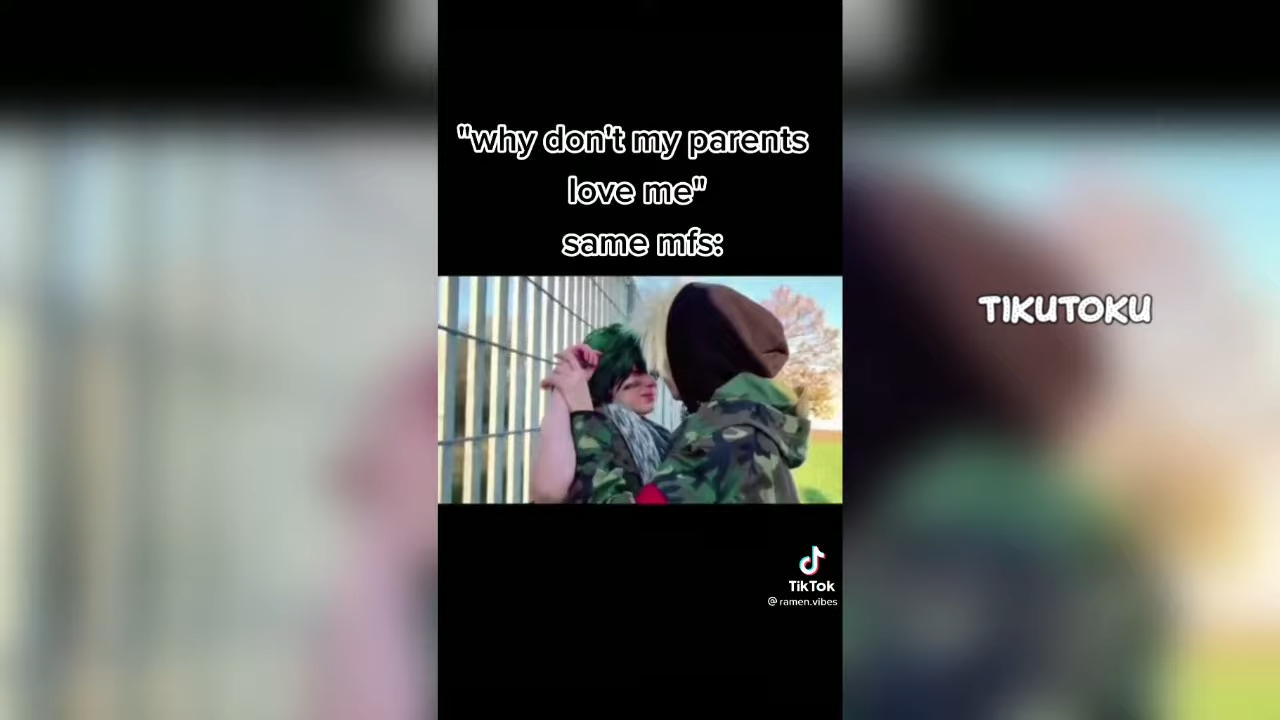 "why don't my parents
love me"
same mfs:
TIKUTOKU
TikTok
@ ramen.vibes